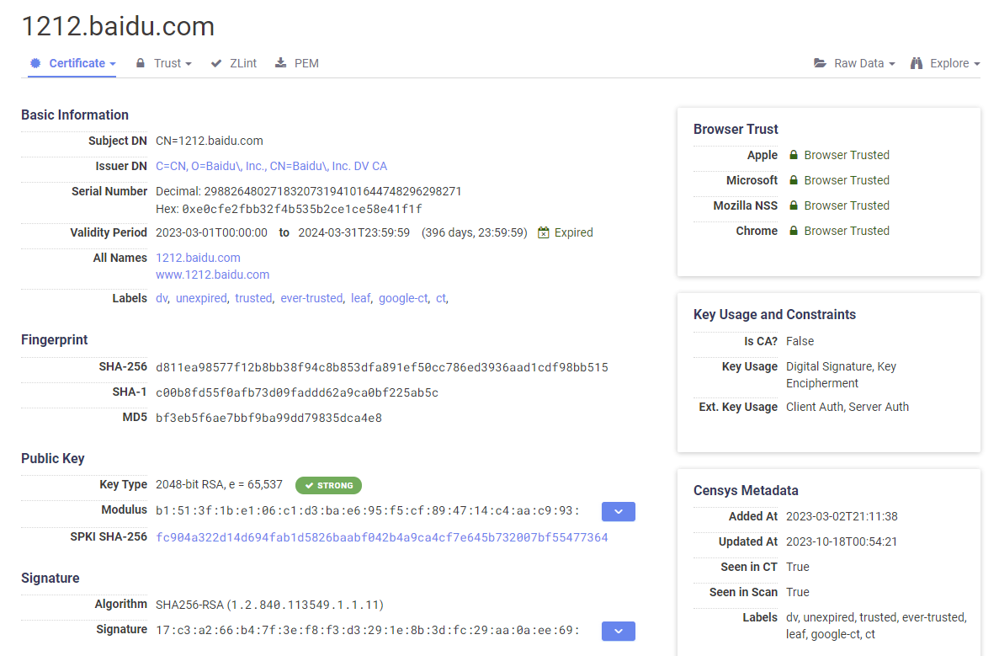 1212.baidu.com
Certificate
Trust
ZLint
PEM
Raw Data
Explore
Basic Information
Subject DN CN=1212.baidu.com
Issuer DN C=CN, O=Baidu\, Inc., CN=Baidu\, Inc. DV CA
Serial Number Decimal: 298826480271832073194101644748296298271
Hex: 0xe0cfe2fbb32f4b535b2ce1ce58e41f1f
Validity Period 2023-03-01T00:00:00 to 2024-03-31T23:59:59 (396 days, 23:59:59) Expired
All Names 1212.baidu.com
www.1212.baidu.com
Labels dv, unexpired, trusted, ever-trusted, leaf, google-ct, ct,
Fingerprint
SHA-256 d811ea98577f12b8bb38f94c8b853dfa891ef50cc786ed3936aad1cdf98bb515
SHA-1 c00b8fd55f0afb73d09faddd62a9ca0bf225ab5c
MD5 bf3eb5f6ae7bbf9ba99dd79835dca4e8
Public Key
Key Type 2048-bit RSA, e = 65,537 STRONG
Modulus b1:51:3f:1b:e1:06:c1:d3:ba:e6:95:f5:cf:89:47:14:c4:aa:c9:93:
SPKI SHA-256 fc904a322d14d694fab1d5826baabf042b4a9ca4cf7e645b732007bf55477364
Signature
Algorithm SHA256-RSA (1.2.840.113549.1.1.11)
Signature 17:c3:a2:66:b4:7f:3e:f8:f3:d3:29:1e:8b:3d:fc:29:aa:0a:ee:69:
Browser Trust
Apple Browser Trusted
Microsoft Browser Trusted
Mozilla NSS Browser Trusted
Chrome Browser Trusted
Key Usage and Constraints
Is CA? False
Key Usage Digital Signature, Key
Encipherment
Ext. Key Usage Client Auth, Server Auth
Censys Metadata
Added At 2023-03-02T21:11:38
Updated At 2023-10-18T00:54:21
Seen in CT True
Seen in Scan True
Labels dv, unexpired, trusted, ever-trusted,
leaf, google-ct, ct